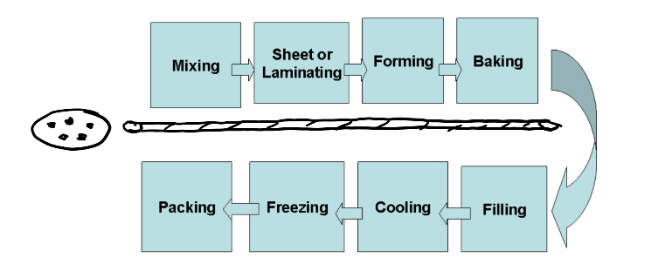 Mixing
Sheet or
Laminating
Forming
Baking
Packing
Freezing
Cooling
Filling